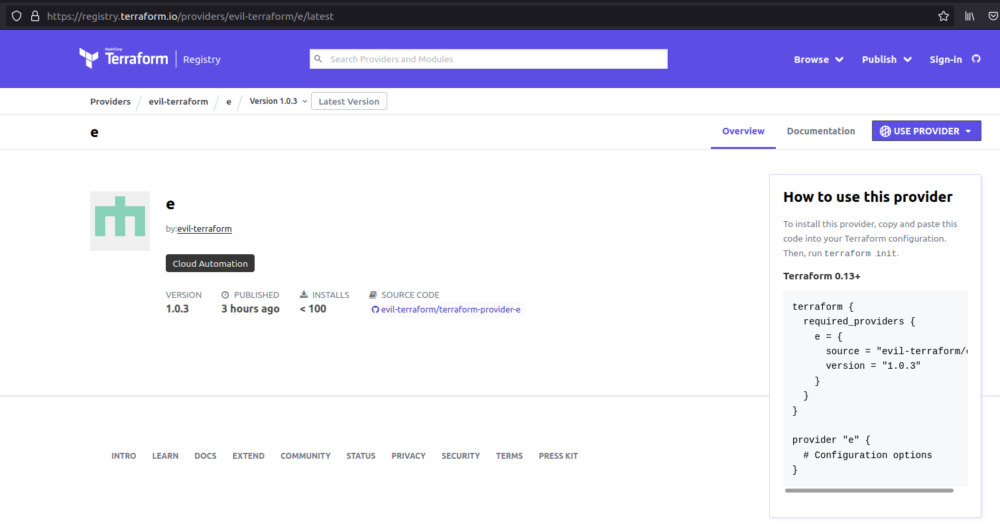 https://registry.terraform.io/providers/evil-terraform/e/latest
HashiCorp
Terraform
Registry
Search Providers and Modules
Browse
Publish
Sign-in
Providers
evil-terraform
e
Version 1.0.3
Latest Version
e
Overview
Documentation
USE PROVIDER
e
by:evil-terraform
Cloud Automation
VERSION
1.0.3
PUBLISHED
3 hours ago
INSTALLS
< 100
SOURCE CODE
evil-terraform/terraform-provider-e
How to use this provider
To install this provider, copy and paste this
code into your Terraform configuration.
Then, run terraform init.
Terraform 0.13+
terraform {
required_providers {
e = {
source = "evil-terraform/
version = "1.0.3"
}
}
}
provider "e" {
# Configuration options
}
INTRO
LEARN
DOCS
EXTEND
COMMUNITY
STATUS
PRIVACY
SECURITY
TERMS
PRESS KIT